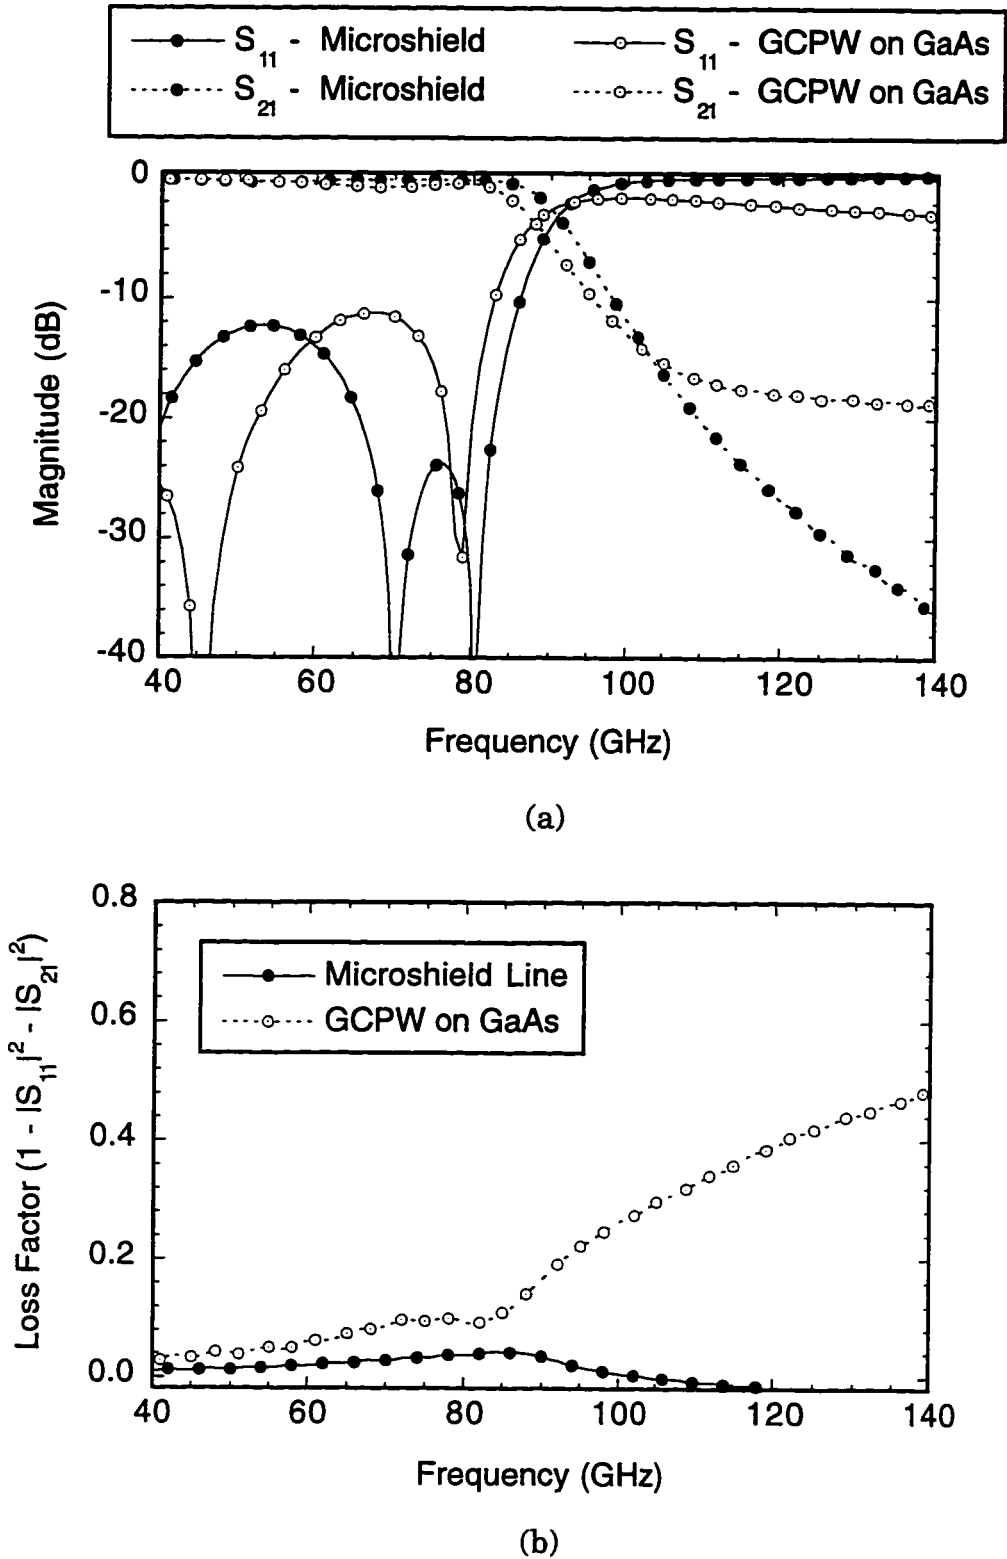 S11 - Microshield
S11 - GCPW on GaAs
S21 - Microshield
S21 - GCPW on GaAs
0
-10
-20
-30
-40
Magnitude (dB)
40 60 80 100 120 140
Frequency (GHz)
(a)
0.8
0.6
0.4
0.2
0.0
Loss Factor (1 - |S11|² - |S21|²)
Microshield Line
GCPW on GaAs
40 60 80 100 120 140
Frequency (GHz)
(b)